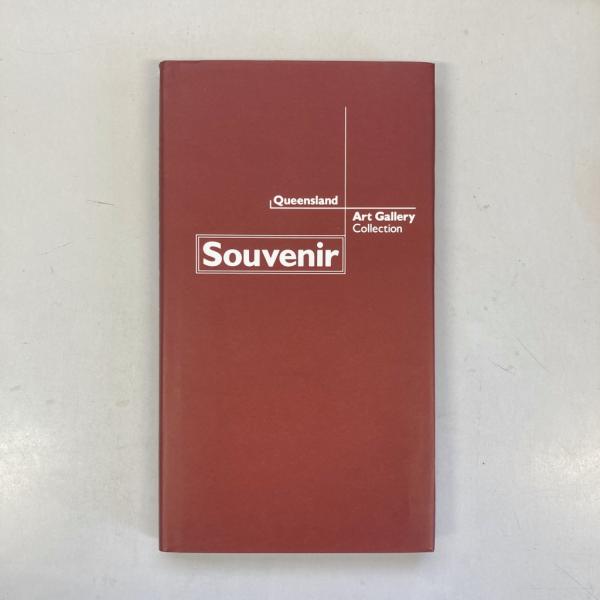 Queensland
Art Gallery
Collection
Souvenir